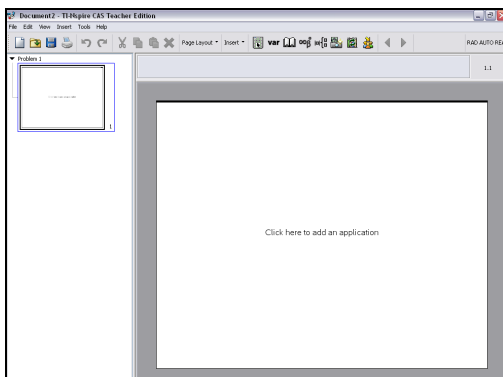 Document2 - TI-Nspire CAS Teacher Edition
File Edit View Insert Tools Help
Page Layout Insert var RAD AUTO REA
Problem 1
1.1
1
Click here to add an application